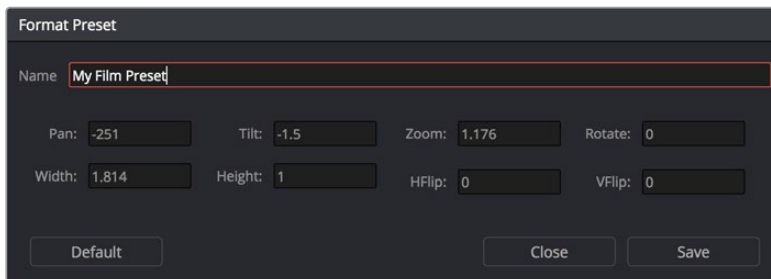 Format Preset
Name My Film Preset
Pan: -251 Tilt: -1.5 Zoom: 1.176 Rotate: 0
Width: 1.814 Height: 1 HFlip: 0 VFlip: 0
Default Close Save